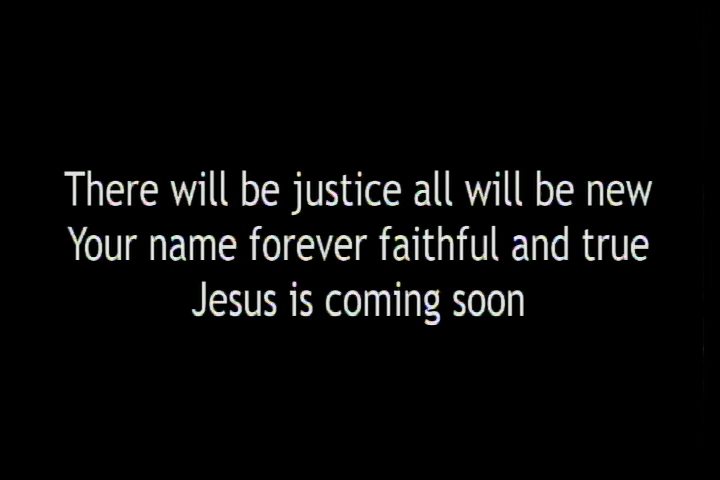 There will be justice all will be new
Your name forever faithful and true
Jesus is coming soon